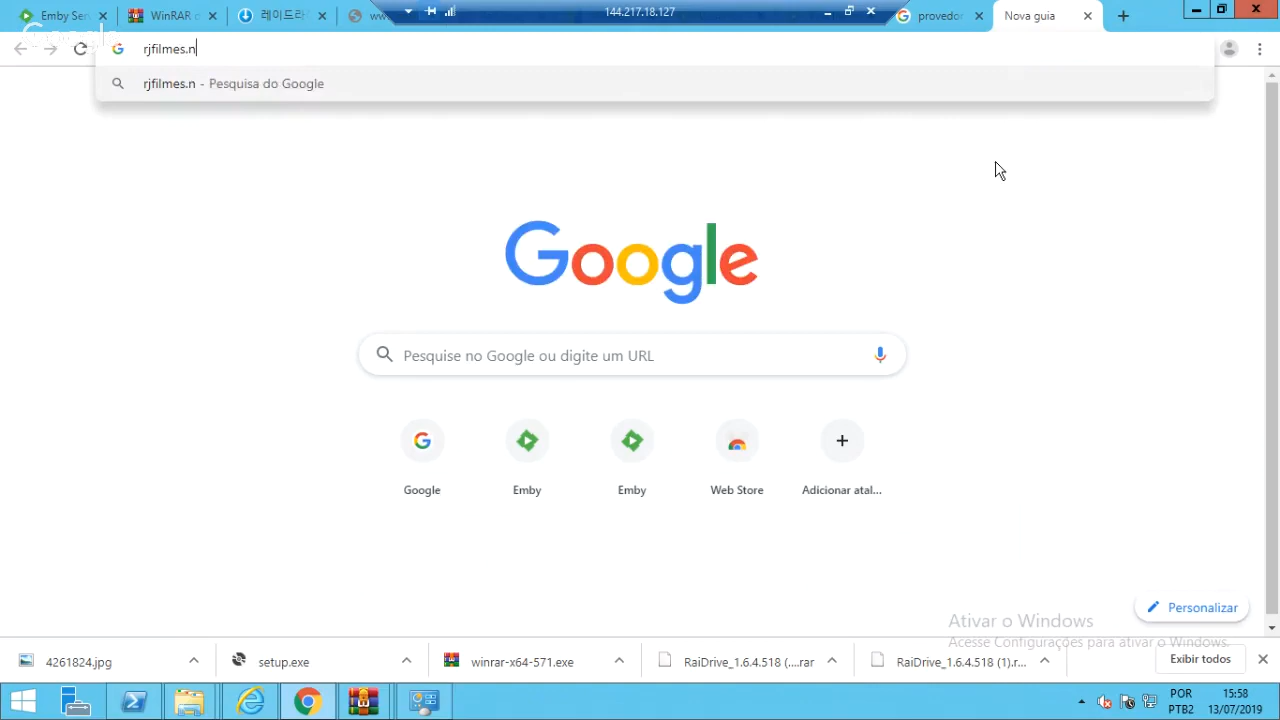 Emby Ser
WinRAR d
레이드라
ww
144.217.18.127
provedor
Nova guia
rjfilmes.n
rjfilmes.n - Pesquisa do Google
Google
Pesquise no Google ou digite um URL
Google
Emby
Emby
Web Store
Adicionar atal...
Personalizar
Ativar o Windows
Acesse Configurações para ativar o Windows.
4261824.jpg
setup.exe
winrar-x64-571.exe
RaiDrive_1.6.4.518 (....rar
RaiDrive_1.6.4.518 (1).r...
Exibir todos
POR
PTB2
15:58
13/07/2019